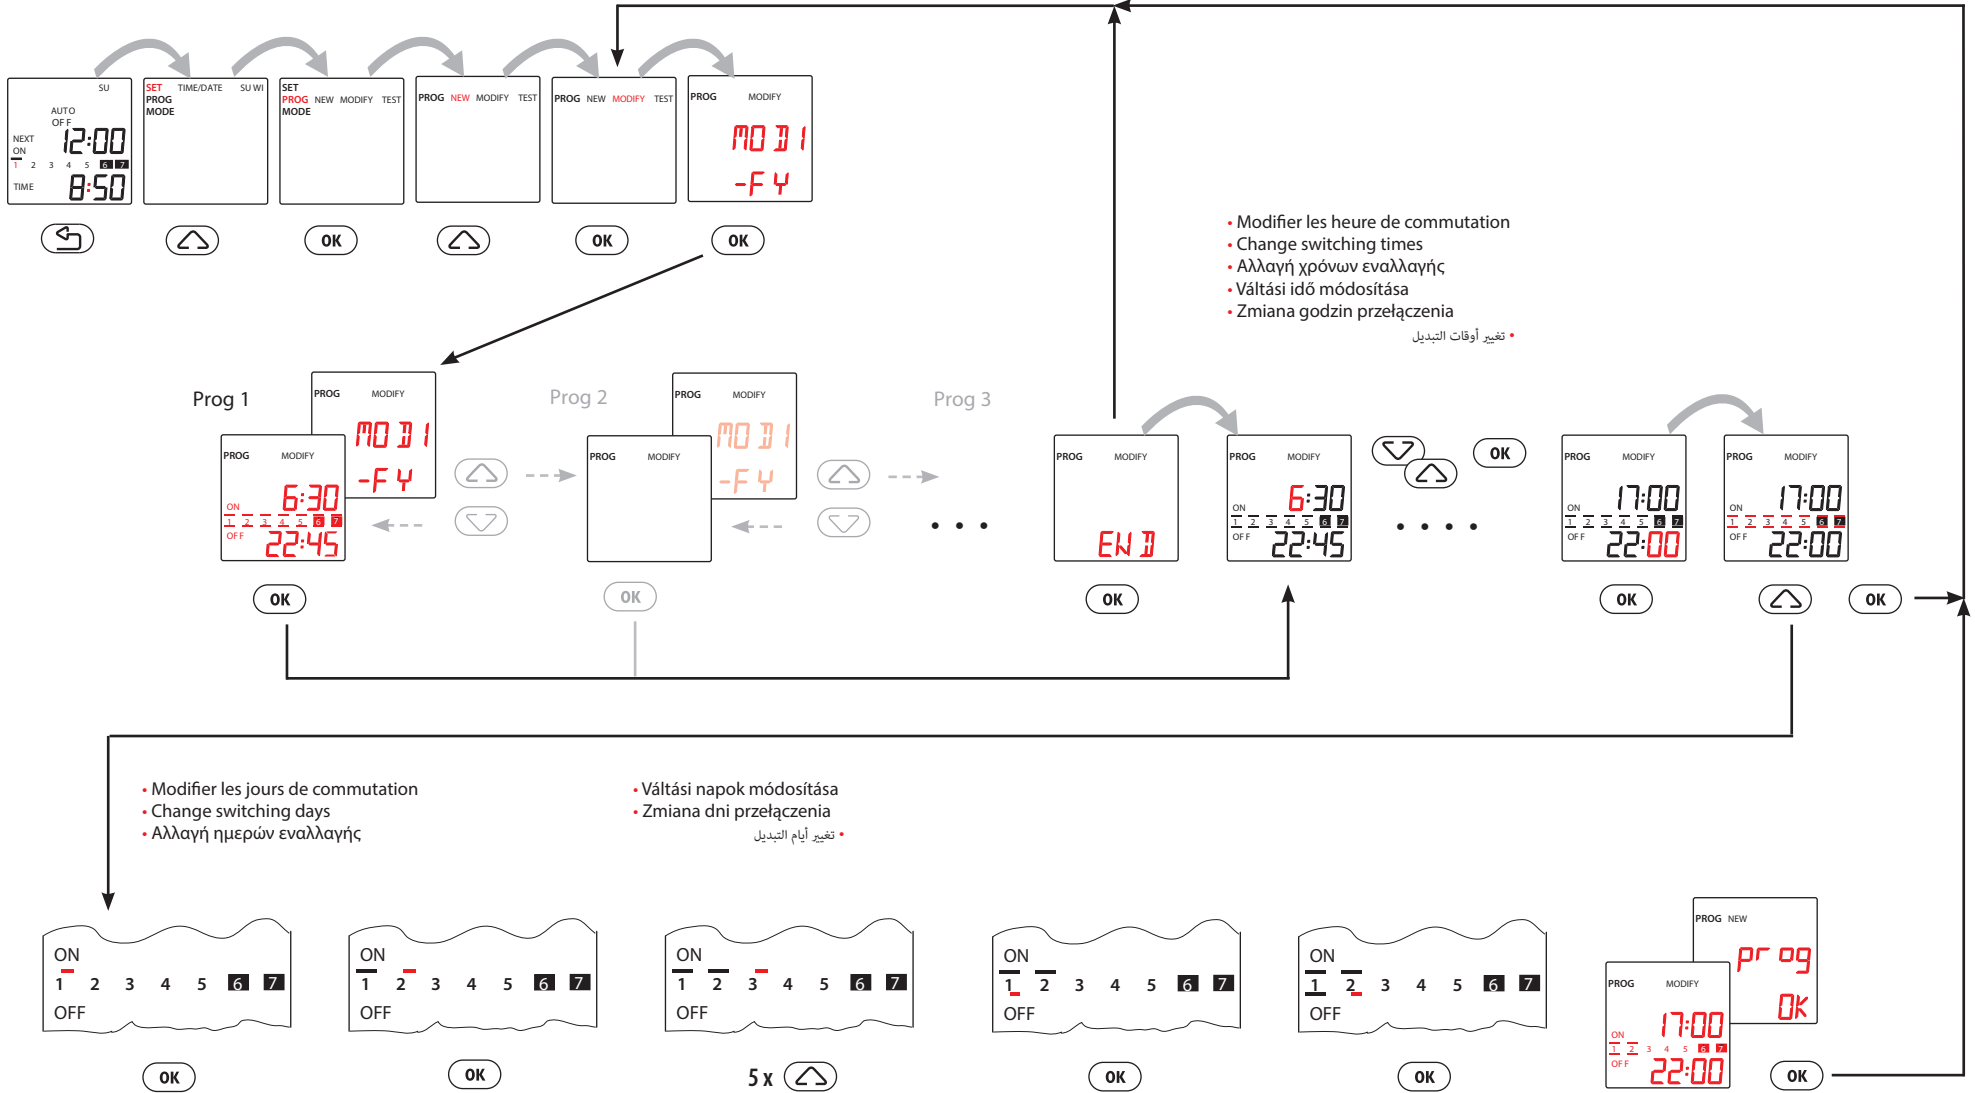 SU
AUTO
OFF
NEXT
ON
12:00
1 2 3 4 5 6 7
TIME 8:50
SET TIME/DATE SU WI
PROG
MODE
SET
PROG NEW MODIFY TEST
MODE
PROG NEW MODIFY TEST
PROG NEW MODIFY TEST
PROG MODIFY
MODI
-FY
OK
OK
OK
• Modifier les heure de commutation
• Change switching times
• Αλλαγή χρόνων εναλλαγής
• Váltási idő módosítása
• Zmiana godzin przełączenia
• تغيير أوقات التبديل
Prog 1
PROG MODIFY
MODI
-FY
PROG MODIFY
6:30
ON
1 2 3 4 5 6 7
OFF
22:45
OK
Prog 2
PROG MODIFY
MODI
-FY
PROG MODIFY
OK
Prog 3
• • •
PROG MODIFY
END
OK
PROG MODIFY
6:30
ON
1 2 3 4 5 6 7
OFF
22:45
OK
• • • •
PROG MODIFY
17:00
ON
1 2 3 4 5 6 7
OFF
22:00
OK
PROG MODIFY
17:00
ON
1 2 3 4 5 6 7
OFF
22:00
OK
• Modifier les jours de commutation
• Change switching days
• Αλλαγή ημερών εναλλαγής
• Váltási napok módosítása
• Zmiana dni przełączenia
• تغيير أيام التبديل
ON
1 2 3 4 5 6 7
OFF
OK
ON
1 2 3 4 5 6 7
OFF
OK
ON
1 2 3 4 5 6 7
OFF
5 x
ON
1 2 3 4 5 6 7
OFF
OK
ON
1 2 3 4 5 6 7
OFF
OK
PROG NEW
prog
OK
PROG MODIFY
17:00
ON
1 2 3 4 5 6 7
OFF
22:00
OK